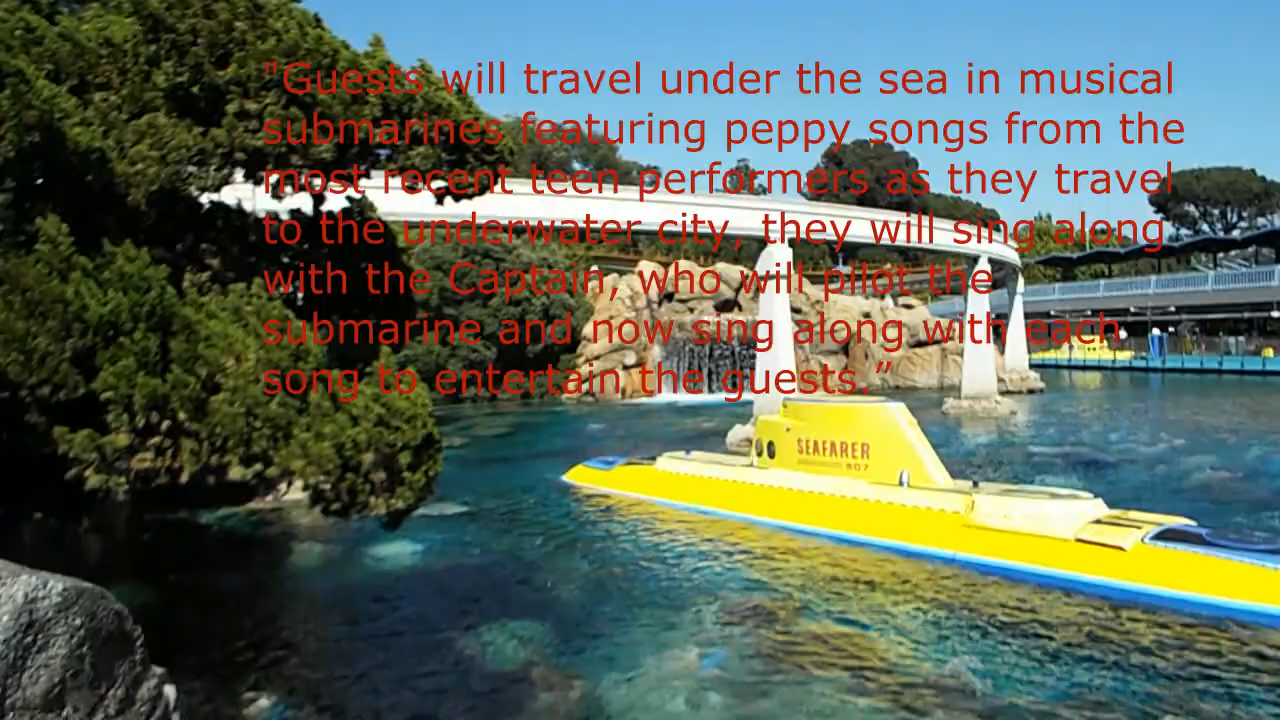 "Guests will travel under the sea in musical
submarines featuring peppy songs from the
most recent teen performers as they travel
to the underwater city, they will sing along
with the Captain, who will pilot the
submarine and now sing along with each
song to entertain the guests.”
SEAFARER
807